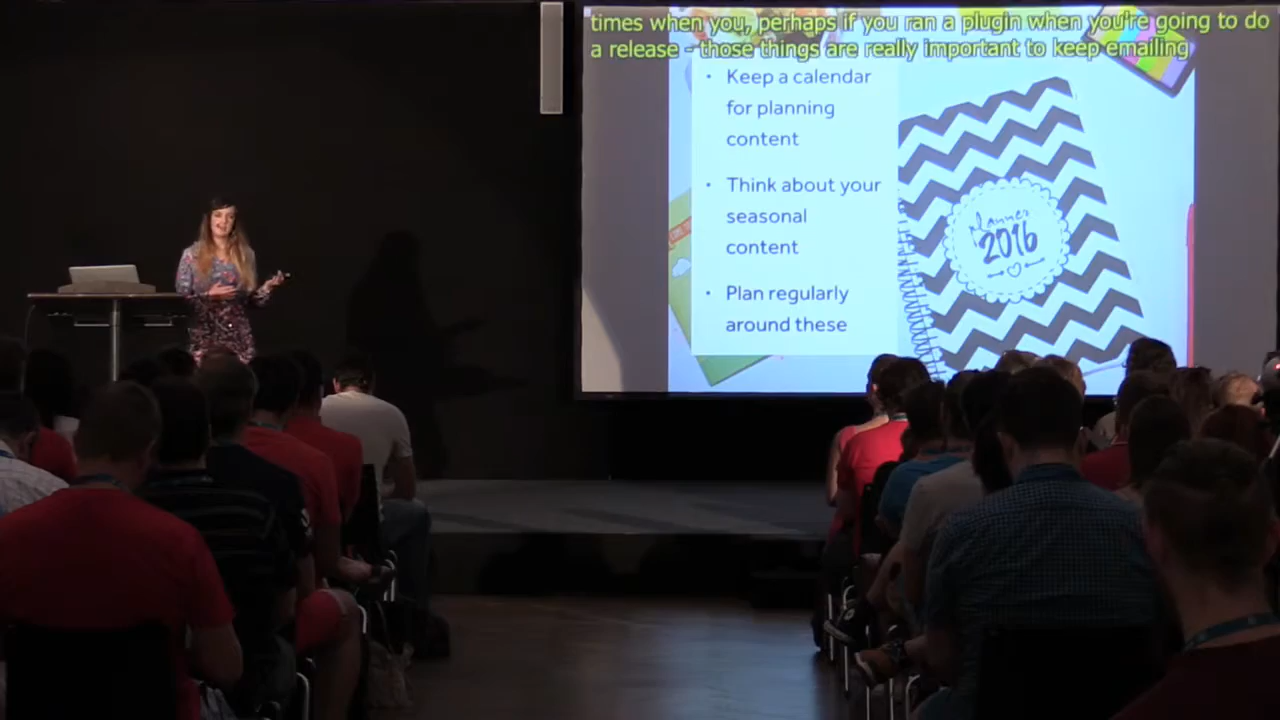 times when you, perhaps if you ran a plugin when you're going to do
a release - those things are really important to keep emailing
• Keep a calendar
for planning
content
• Think about your
seasonal
content
• Plan regularly
around these
Planner
2016